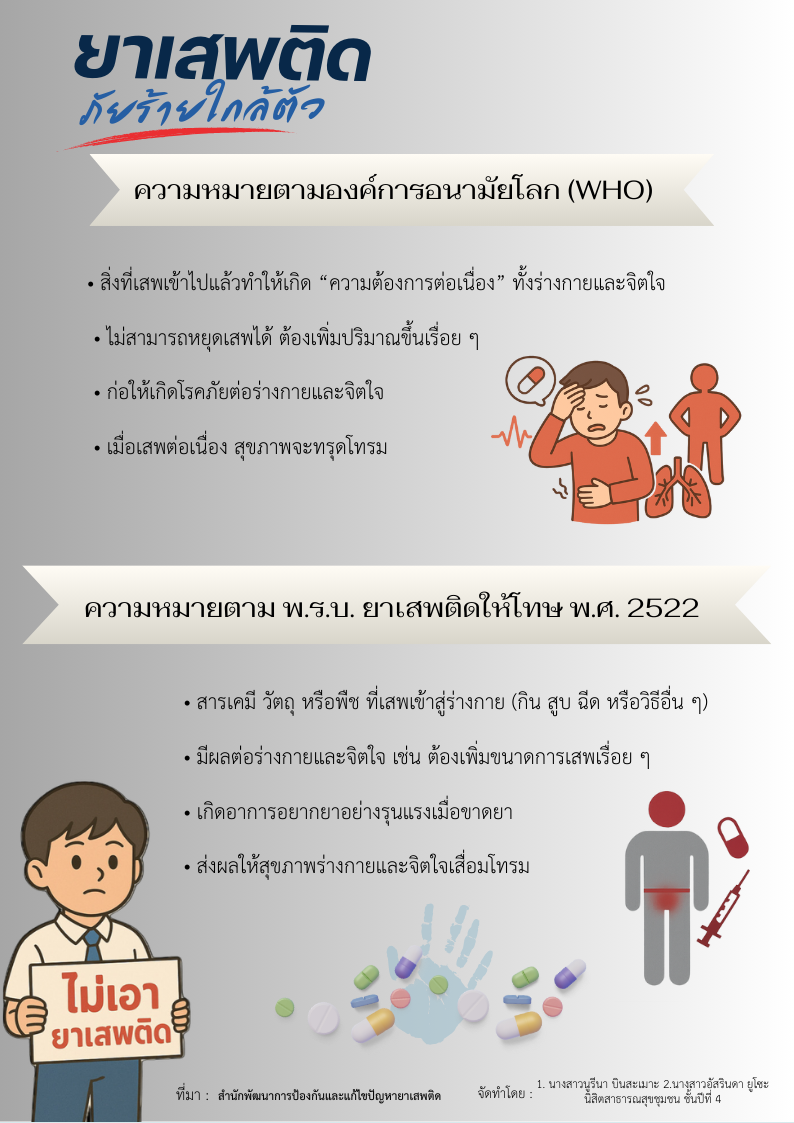 ยาเสพติด
ภัยร้ายใกล้ตัว
ความหมายตามองค์การอนามัยโลก (WHO)
• สิ่งที่เสพเข้าไปแล้วทำให้เกิด “ความต้องการต่อเนื่อง” ทั้งร่างกายและจิตใจ
• ไม่สามารถหยุดเสพได้ ต้องเพิ่มปริมาณขึ้นเรื่อย ๆ
• ก่อให้เกิดโรคภัยต่อร่างกายและจิตใจ
• เมื่อเสพต่อเนื่อง สุขภาพจะทรุดโทรม
ความหมายตาม พ.ร.บ. ยาเสพติดให้โทษ พ.ศ. 2522
• สารเคมี วัตถุ หรือพืช ที่เสพเข้าสู่ร่างกาย (กิน สูบ ฉีด หรือวิธีอื่น ๆ)
• มีผลต่อร่างกายและจิตใจ เช่น ต้องเพิ่มขนาดการเสพเรื่อย ๆ
• เกิดอาการอยากยาอย่างรุนแรงเมื่อขาดยา
• ส่งผลให้สุขภาพร่างกายและจิตใจเสื่อมโทรม
ไม่เอา
ยาเสพติด
ที่มา : สำนักพัฒนาการป้องกันและแก้ไขปัญหายาเสพติด
จัดทำโดย : 1. นางสาวนูรีนา บินสะเมาะ 2.นางสาวอัสรินดา ยูโซะ
นิสิตสาธารณสุขชุมชน ชั้นปีที่ 4